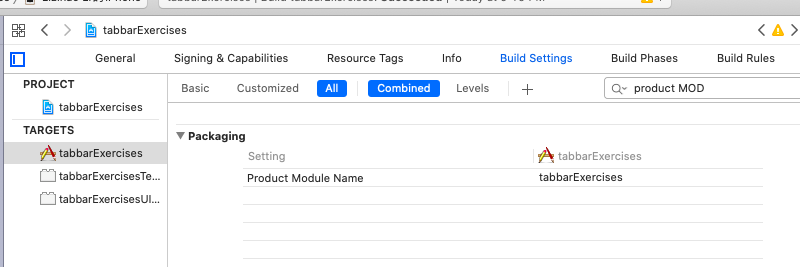 tabbarExercises
General Signing & Capabilities Resource Tags Info Build Settings Build Phases Build Rules
PROJECT
Basic Customized All Combined Levels + product MOD
tabbarExercises
TARGETS
Packaging
tabbarExercises
Setting tabbarExercises
tabbarExercisesTe...
Product Module Name tabbarExercises
tabbarExercisesUI...